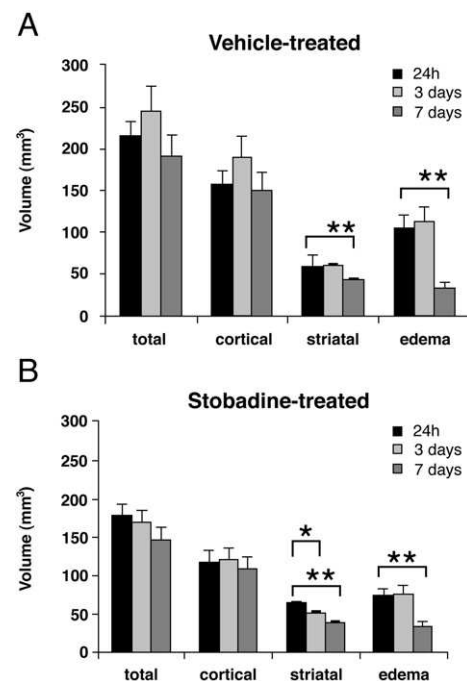 A
Vehicle-treated
300
250
200
150
100
50
0
Volume (mm³)
24h
3 days
7 days
**
**
total cortical striatal edema
B
Stobadine-treated
300
250
200
150
100
50
0
Volume (mm³)
24h
3 days
7 days
*
**
**
total cortical striatal edema